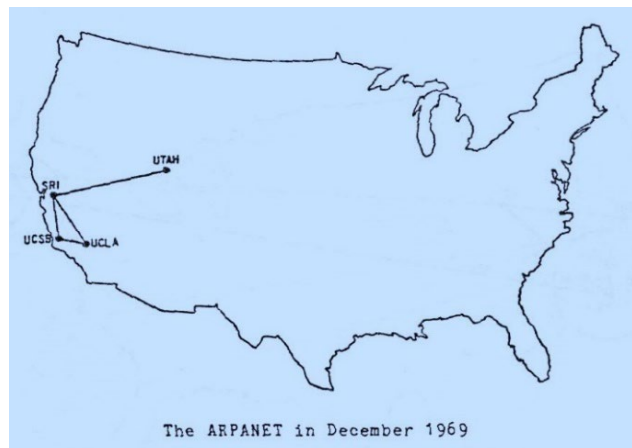 UTAH
SRI
UCSB
UCLA
The ARPANET in December 1969